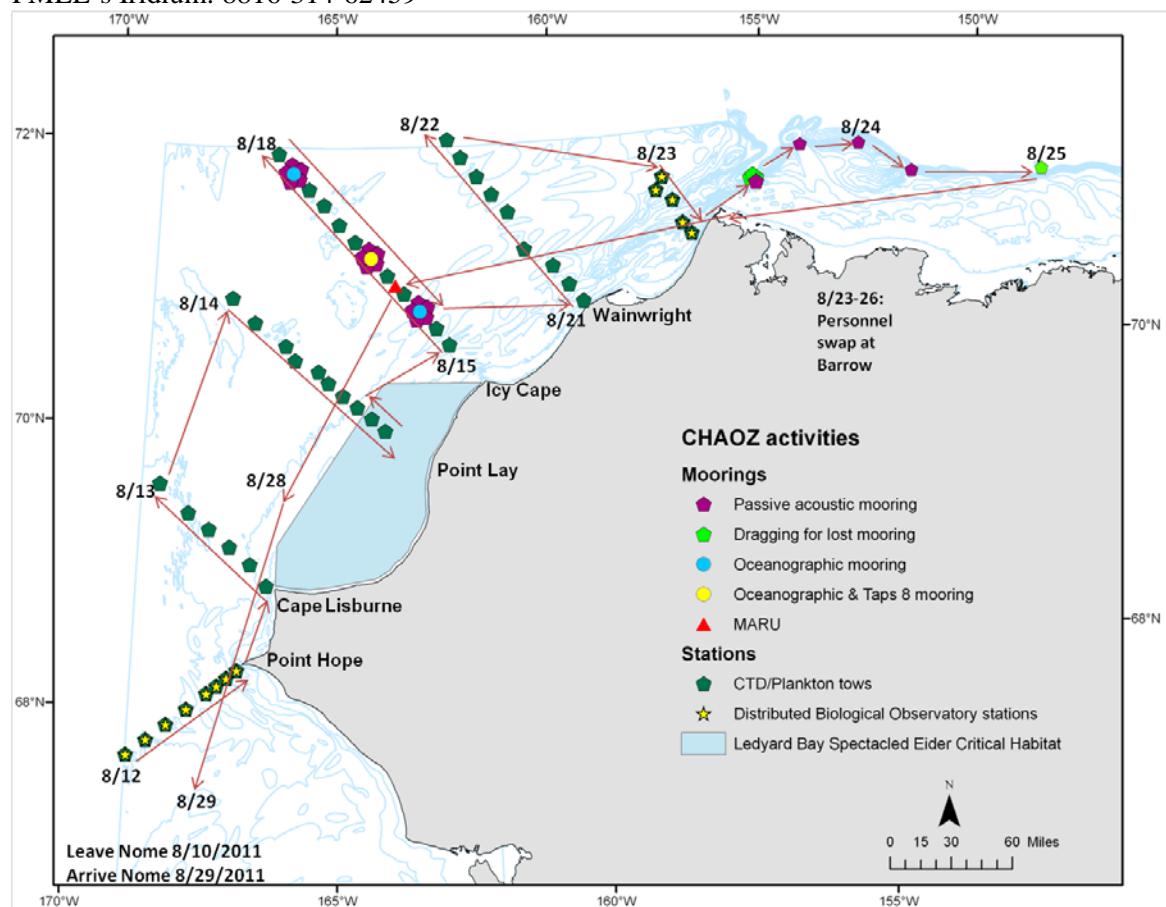 PMEL's Iridium: 8816-514-62459
170°W
165°W
160°W
155°W
150°W
72°N
8/22
8/18
8/23
8/24
8/25
8/14
8/21
Wainwright
8/23-26:
Personnel
swap at
Barrow
70°N
8/15
Icy Cape
70°N
CHAOZ activities
Moorings
Point Lay
8/28
8/13
Passive acoustic mooring
Dragging for lost mooring
Oceanographic mooring
Oceanographic & Taps 8 mooring
Cape Lisburne
MARU
68°N
Stations
Point Hope
CTD/Plankton tows
68°N
Distributed Biological Observatory stations
Ledyard Bay Spectacled Eider Critical Habitat
8/12
8/29
N
0 15 30 60 Miles
Leave Nome 8/10/2011
Arrive Nome 8/29/2011
170°W
165°W
160°W
155°W